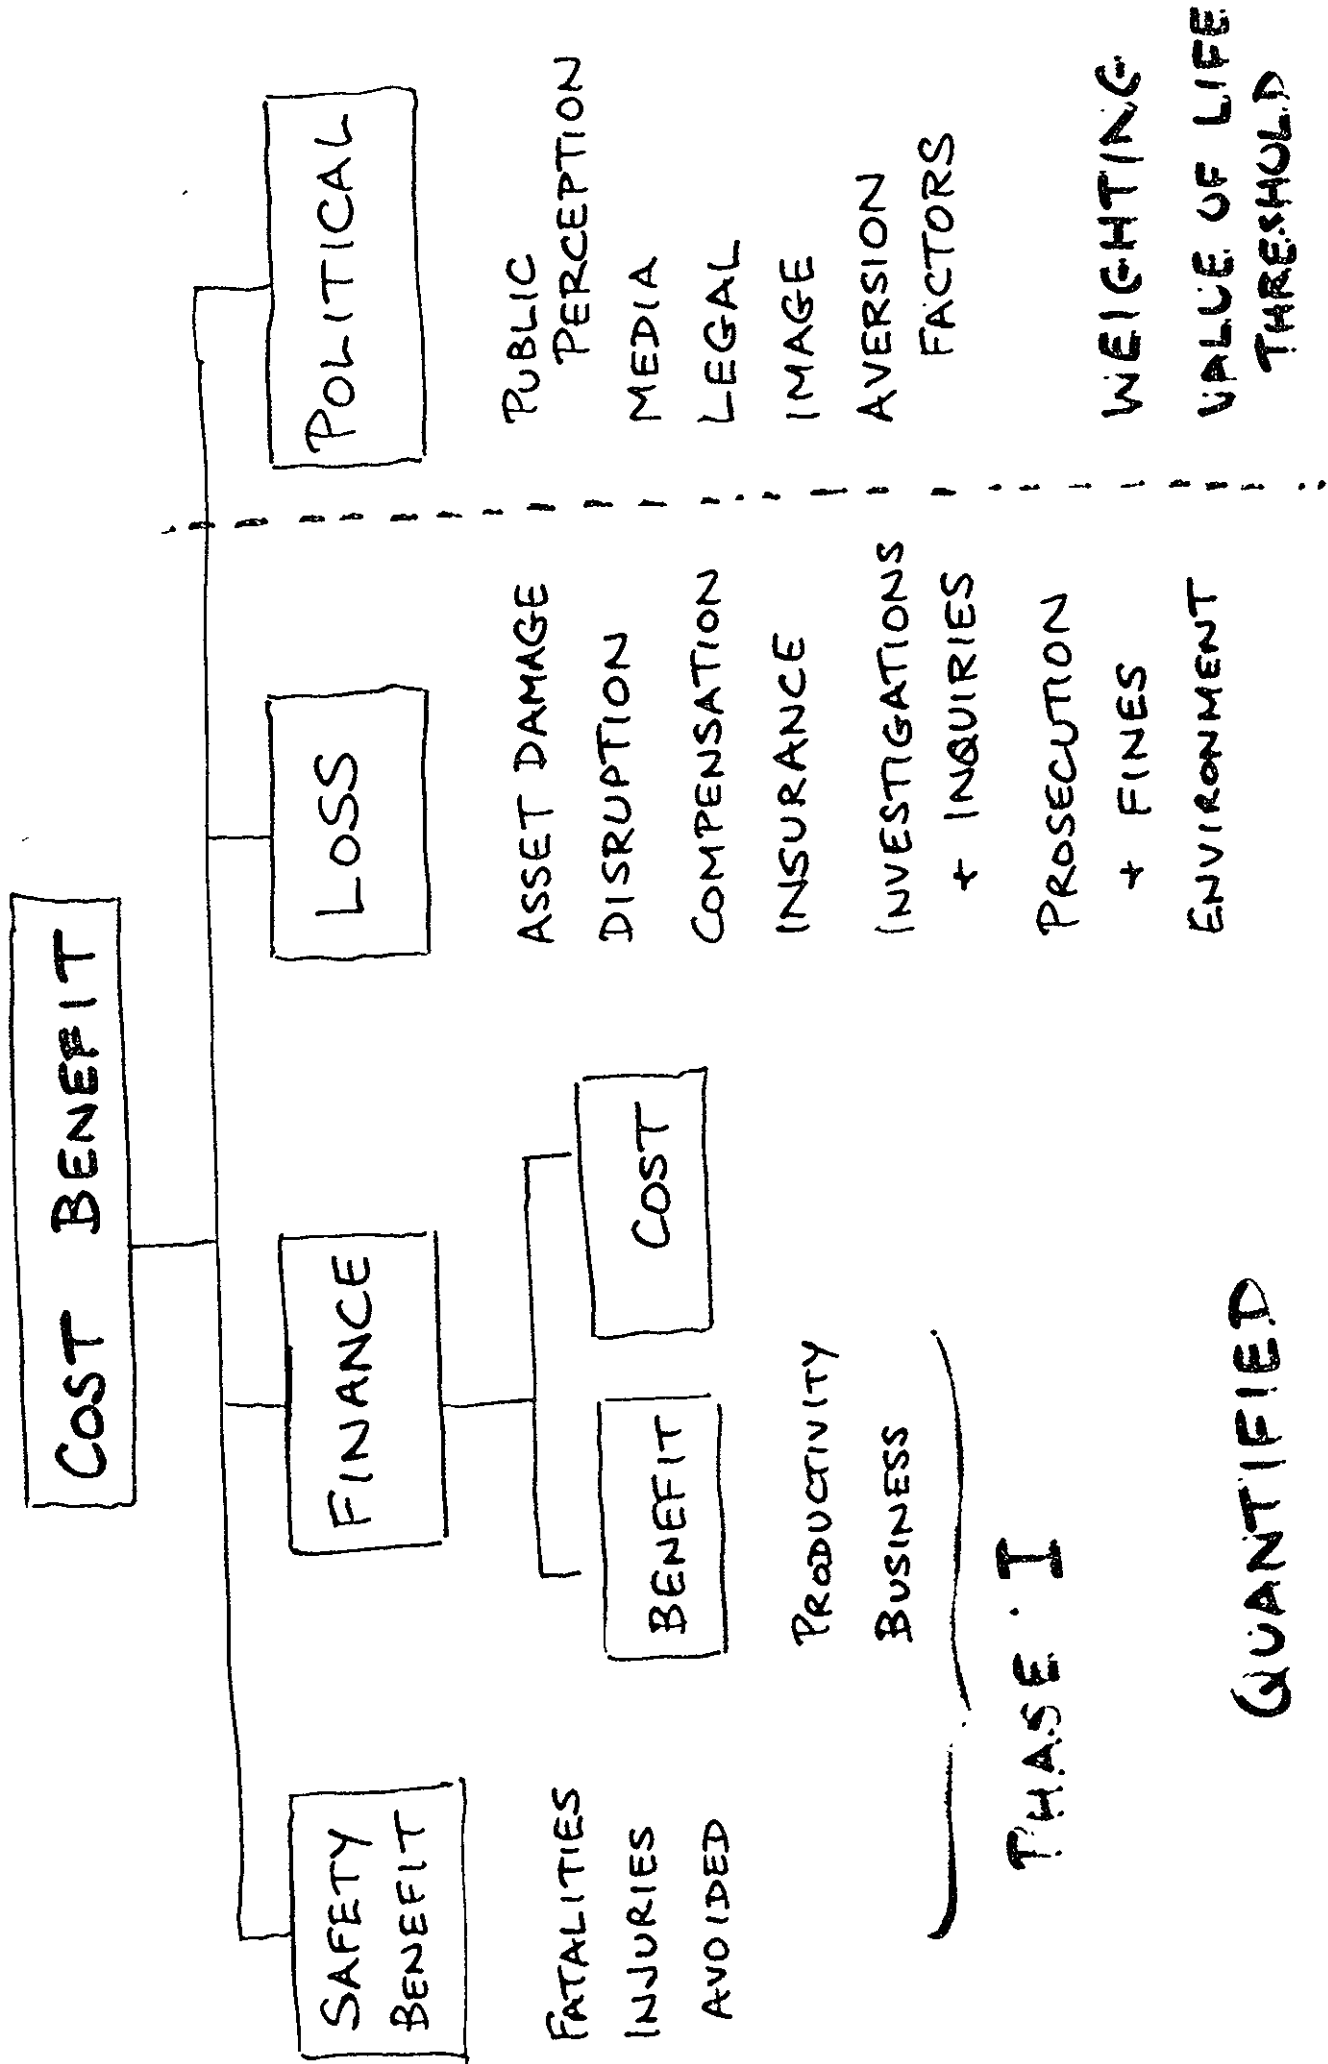 COST BENEFIT
SAFETY
BENEFIT
FATALITIES
INJURIES
AVOIDED
FINANCE
BENEFIT
PRODUCTIVITY
BUSINESS
COST
PHASE I
LOSS
ASSET DAMAGE
DISRUPTION
COMPENSATION
INSURANCE
INVESTIGATIONS
+ INQUIRIES
PROSECUTION
+ FINES
ENVIRONMENT
QUANTIFIED
POLITICAL
PUBLIC
PERCEPTION
MEDIA
LEGAL
IMAGE
AVERSION
FACTORS
WEIGHTING
VALUE OF LIFE
THRESHOLD